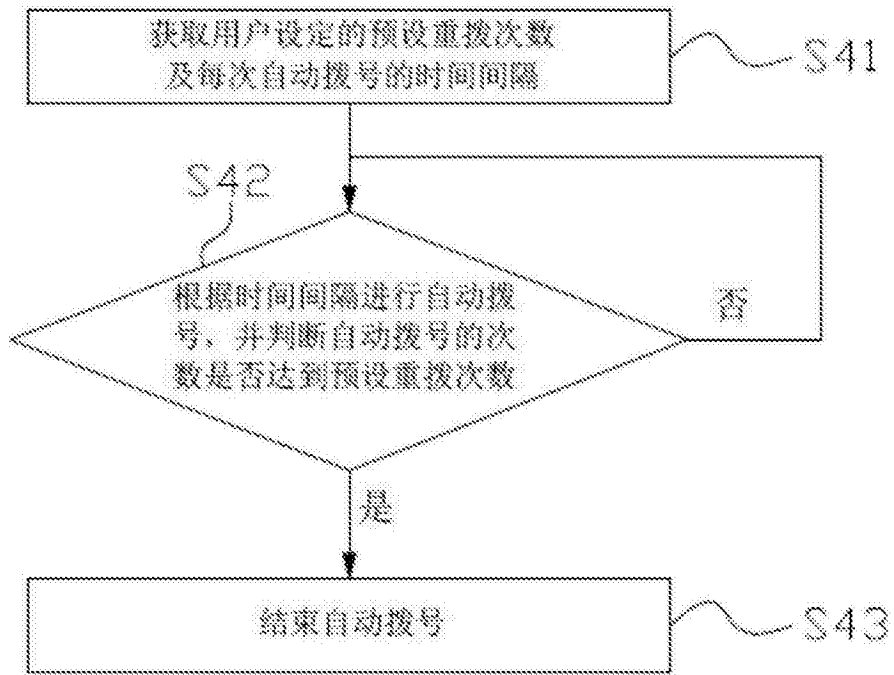 获取用户设定的预设重拨次数
及每次自动拨号的时间间隔
S41
S42
根据时间间隔进行自动拨
号，并判断自动拨号的次
数是否达到预设重拨次数
否
是
结束自动拨号
S43